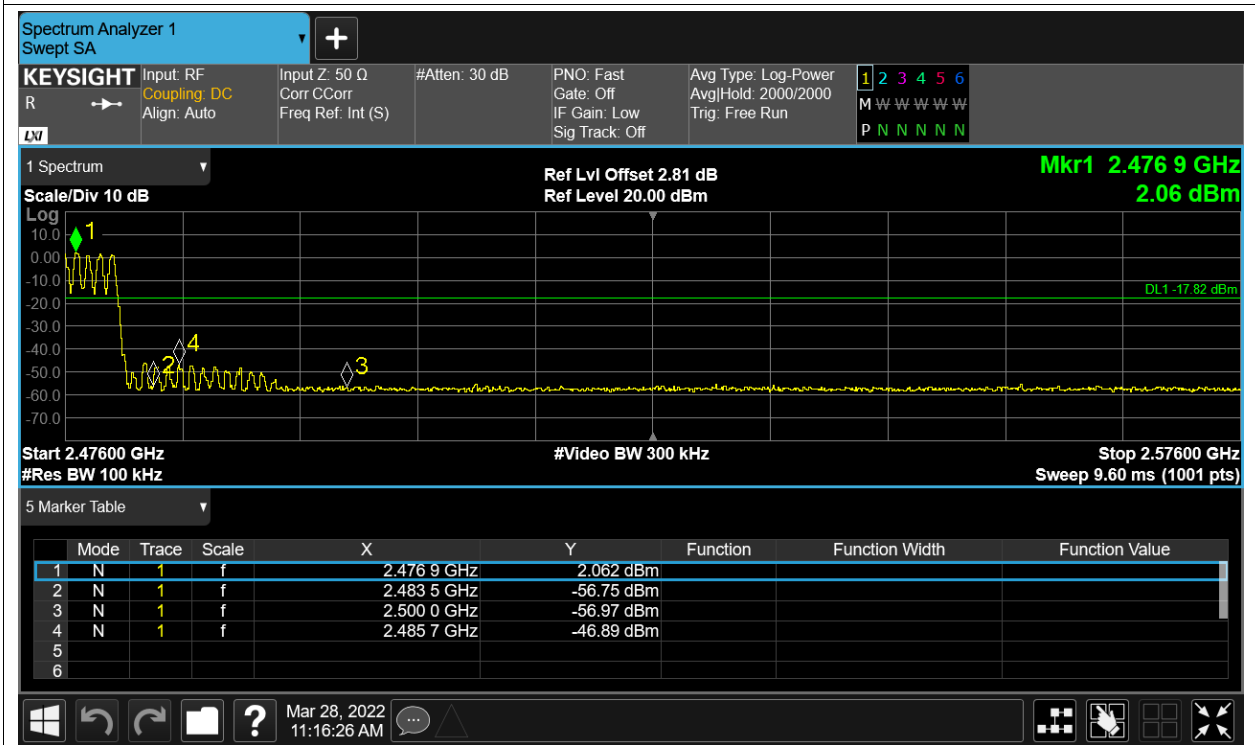 Spectrum Analyzer 1
Swept SA
+
KEYSIGHT Input: RF Input Z: 50 Ω #Atten: 30 dB PNO: Fast Avg Type: Log-Power 1 2 3 4 5 6
R Coupling: DC Corr CCorr Gate: Off Avg|Hold: 2000/2000 M W W W W W
Align: Auto Freq Ref: Int (S) IF Gain: Low Trig: Free Run
LXI Sig Track: Off P N N N N N
1 Spectrum Ref Lvl Offset 2.81 dB Mkr1 2.476 9 GHz
Scale/Div 10 dB Ref Level 20.00 dBm 2.06 dBm
Log
1
10.0
0.00
-10.0
DL1 -17.82 dBm
-20.0
-30.0
4
-40.0
2 3
-50.0
-60.0
-70.0
Start 2.47600 GHz #Video BW 300 kHz Stop 2.57600 GHz
#Res BW 100 kHz Sweep 9.60 ms (1001 pts)
5 Marker Table
Mode Trace Scale X Y Function Function Width Function Value
1 N 1 f 2.476 9 GHz 2.062 dBm
2 N 1 f 2.483 5 GHz -56.75 dBm
3 N 1 f 2.500 0 GHz -56.97 dBm
4 N 1 f 2.485 7 GHz -46.89 dBm
5
6
? Mar 28, 2022
11:16:26 AM